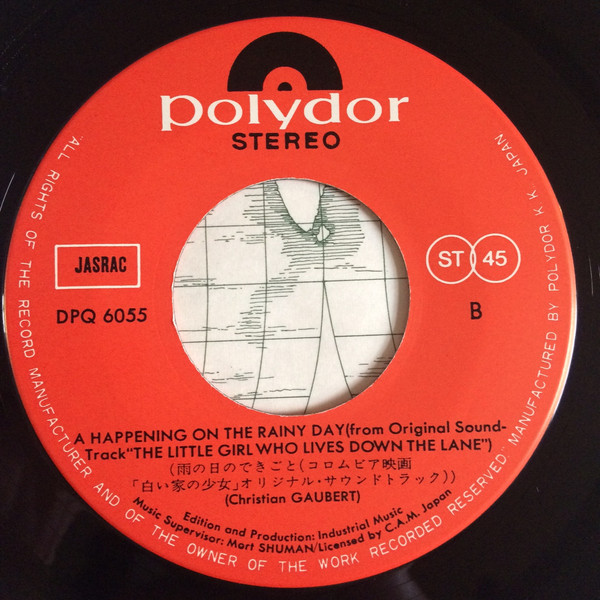 polydor
STEREO
JASRAC
ST 45
DPQ 6055
B
A HAPPENING ON THE RAINY DAY(from Original Sound-
Track"THE LITTLE GIRL WHO LIVES DOWN THE LANE")
(雨の日のできごと(コロムビア映画
「白い家の少女」オリジナル・サウンドトラック))
(Christian GAUBERT)
Edition and Production: Industrial Music
Music Supervisor: Mort SHUMAN/Licensed by C.A.M. Japan
"ALL RIGHTS OF THE RECORD MANUFACTURER AND OF THE OWNER OF THE WORK RECORDED RESERVED. MANUFACTURED BY POLYDOR K. K. JAPAN